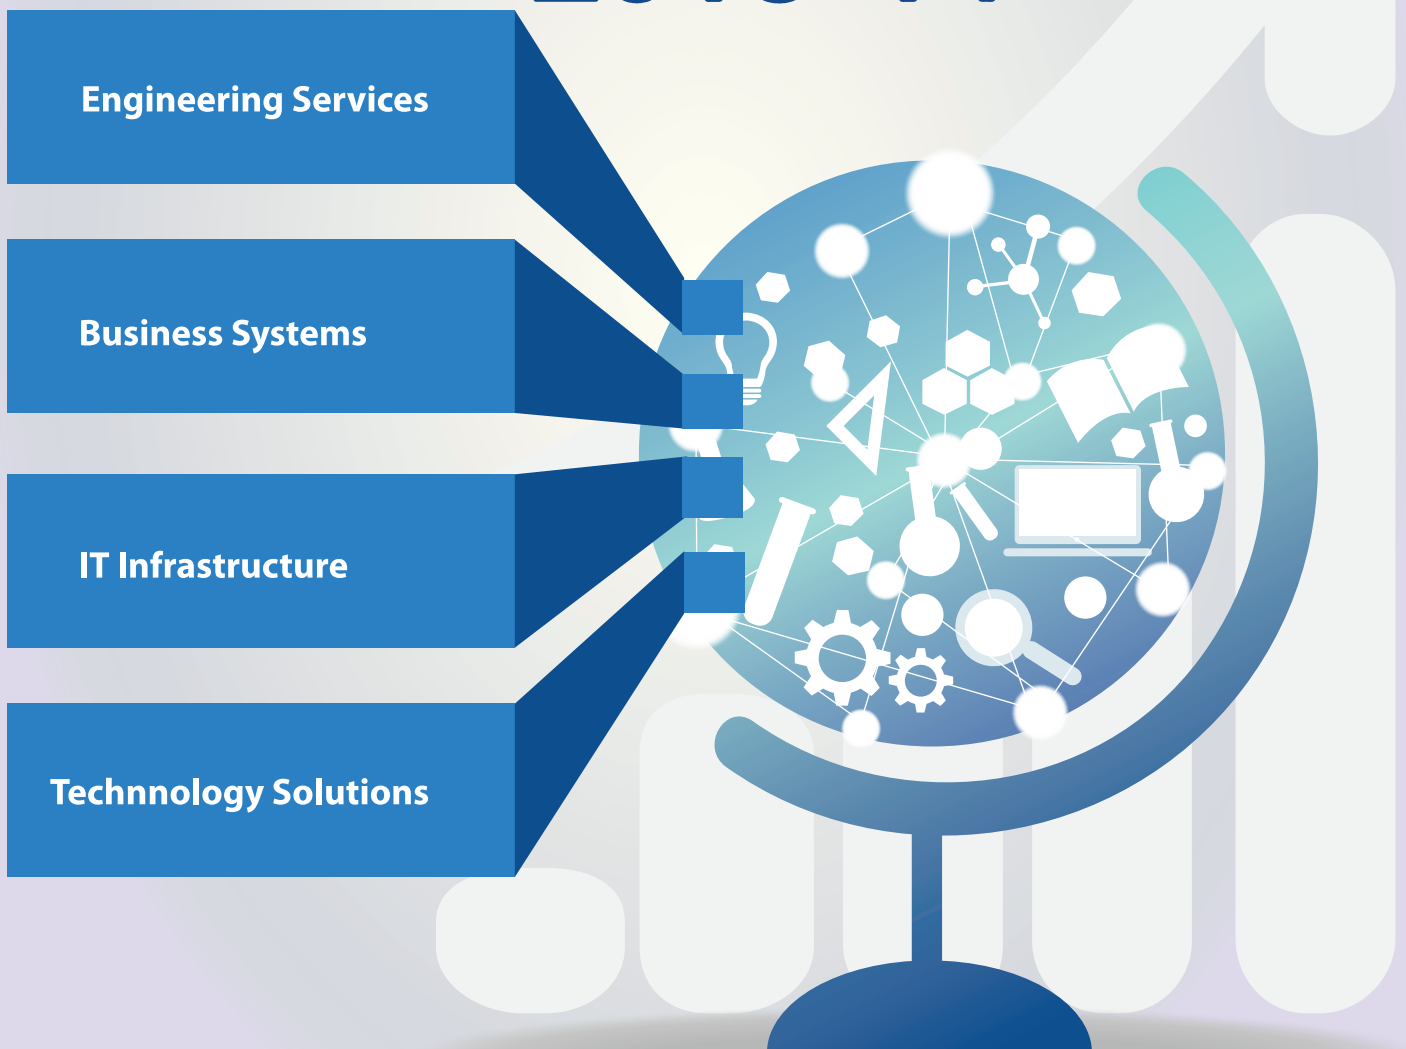 Engineering Services
Business Systems
IT Infrastructure
Technnology Solutions